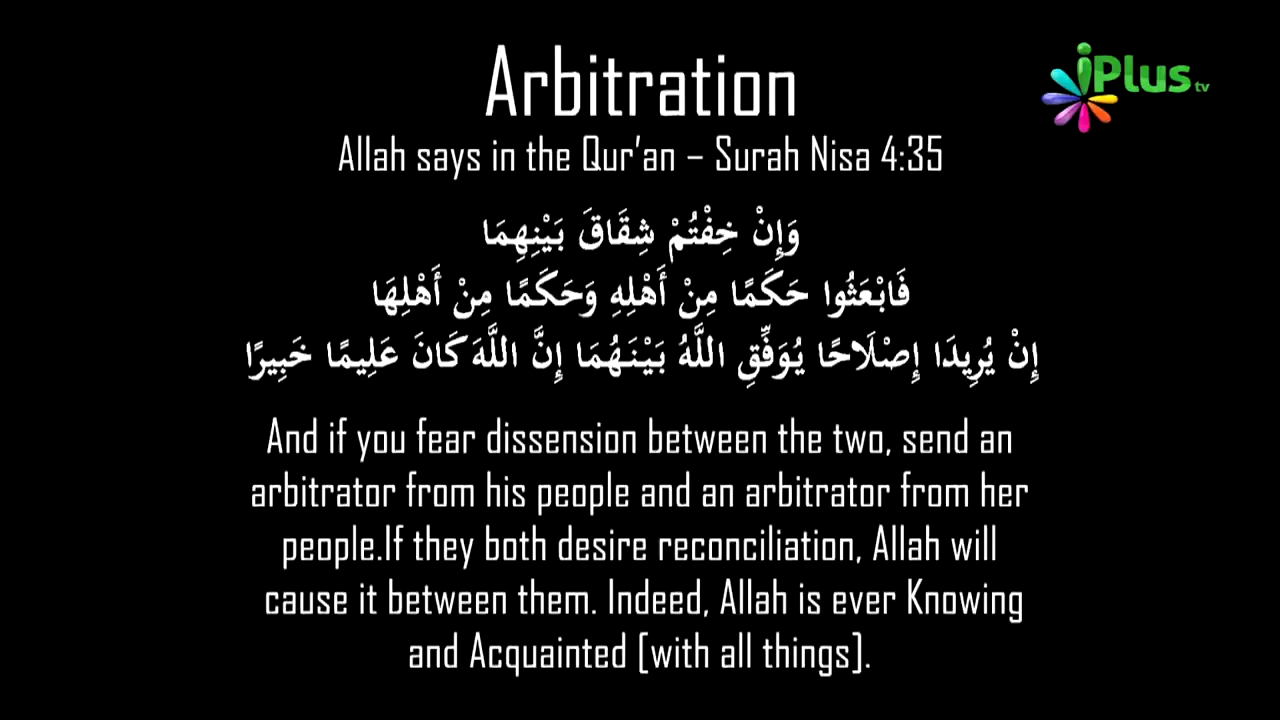 Arbitration
iPlus tv
Allah says in the Qur’an – Surah Nisa 4:35
وَإِنْ خِفْتُمْ شِقَاقَ بَيْنِهِمَا
فَابْعَثُوا حَكَمًا مِنْ أَهْلِهِ وَحَكَمًا مِنْ أَهْلِهَا
إِنْ يُرِيدَا إِصْلَاحًا يُوَفِّقِ اللَّهُ بَيْنَهُمَا إِنَّ اللَّهَ كَانَ عَلِيمًا خَبِيرًا
And if you fear dissension between the two, send an
arbitrator from his people and an arbitrator from her
people.If they both desire reconciliation, Allah will
cause it between them. Indeed, Allah is ever Knowing
and Acquainted [with all things].